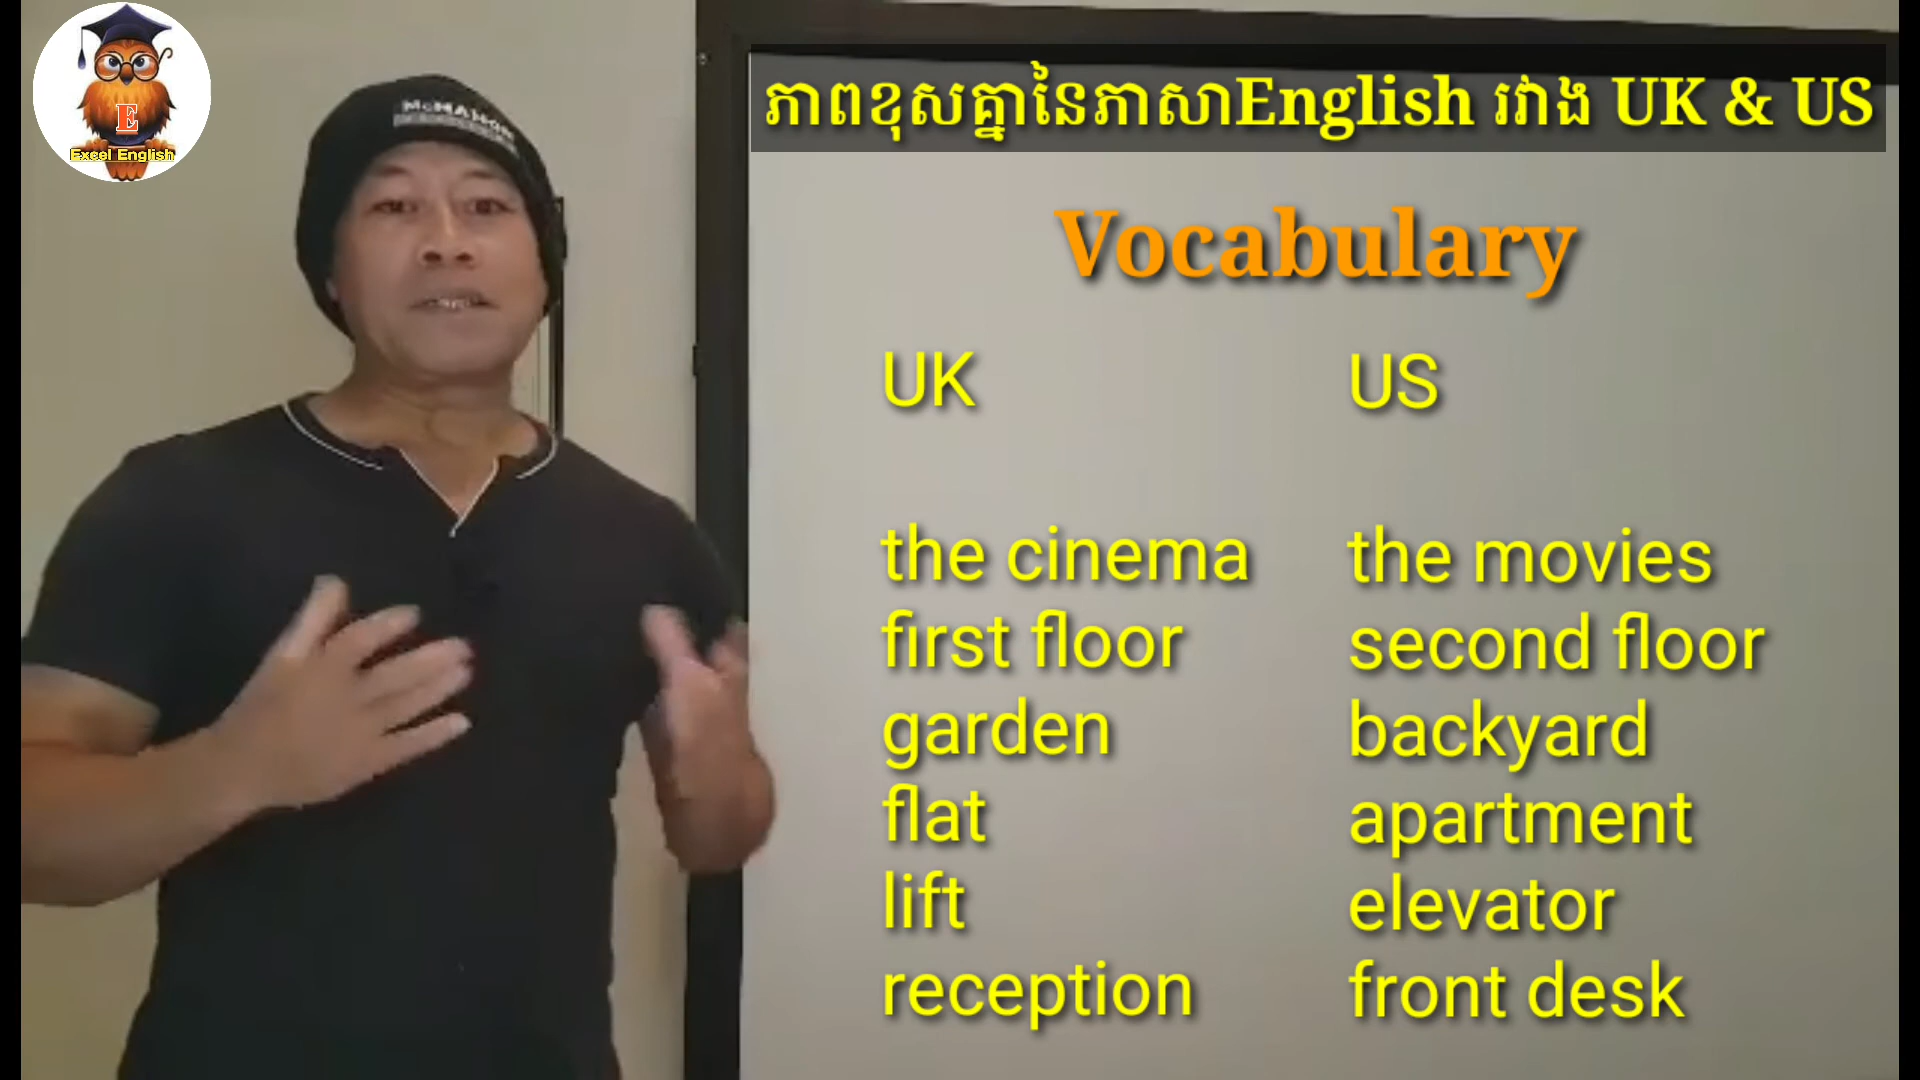 E
Excel English
McMAHON
ភាពខុសគ្នានៃភាសាEnglish រវាង UK & US
Vocabulary
UK US
the cinema the movies
first floor second floor
garden backyard
flat apartment
lift elevator
reception front desk